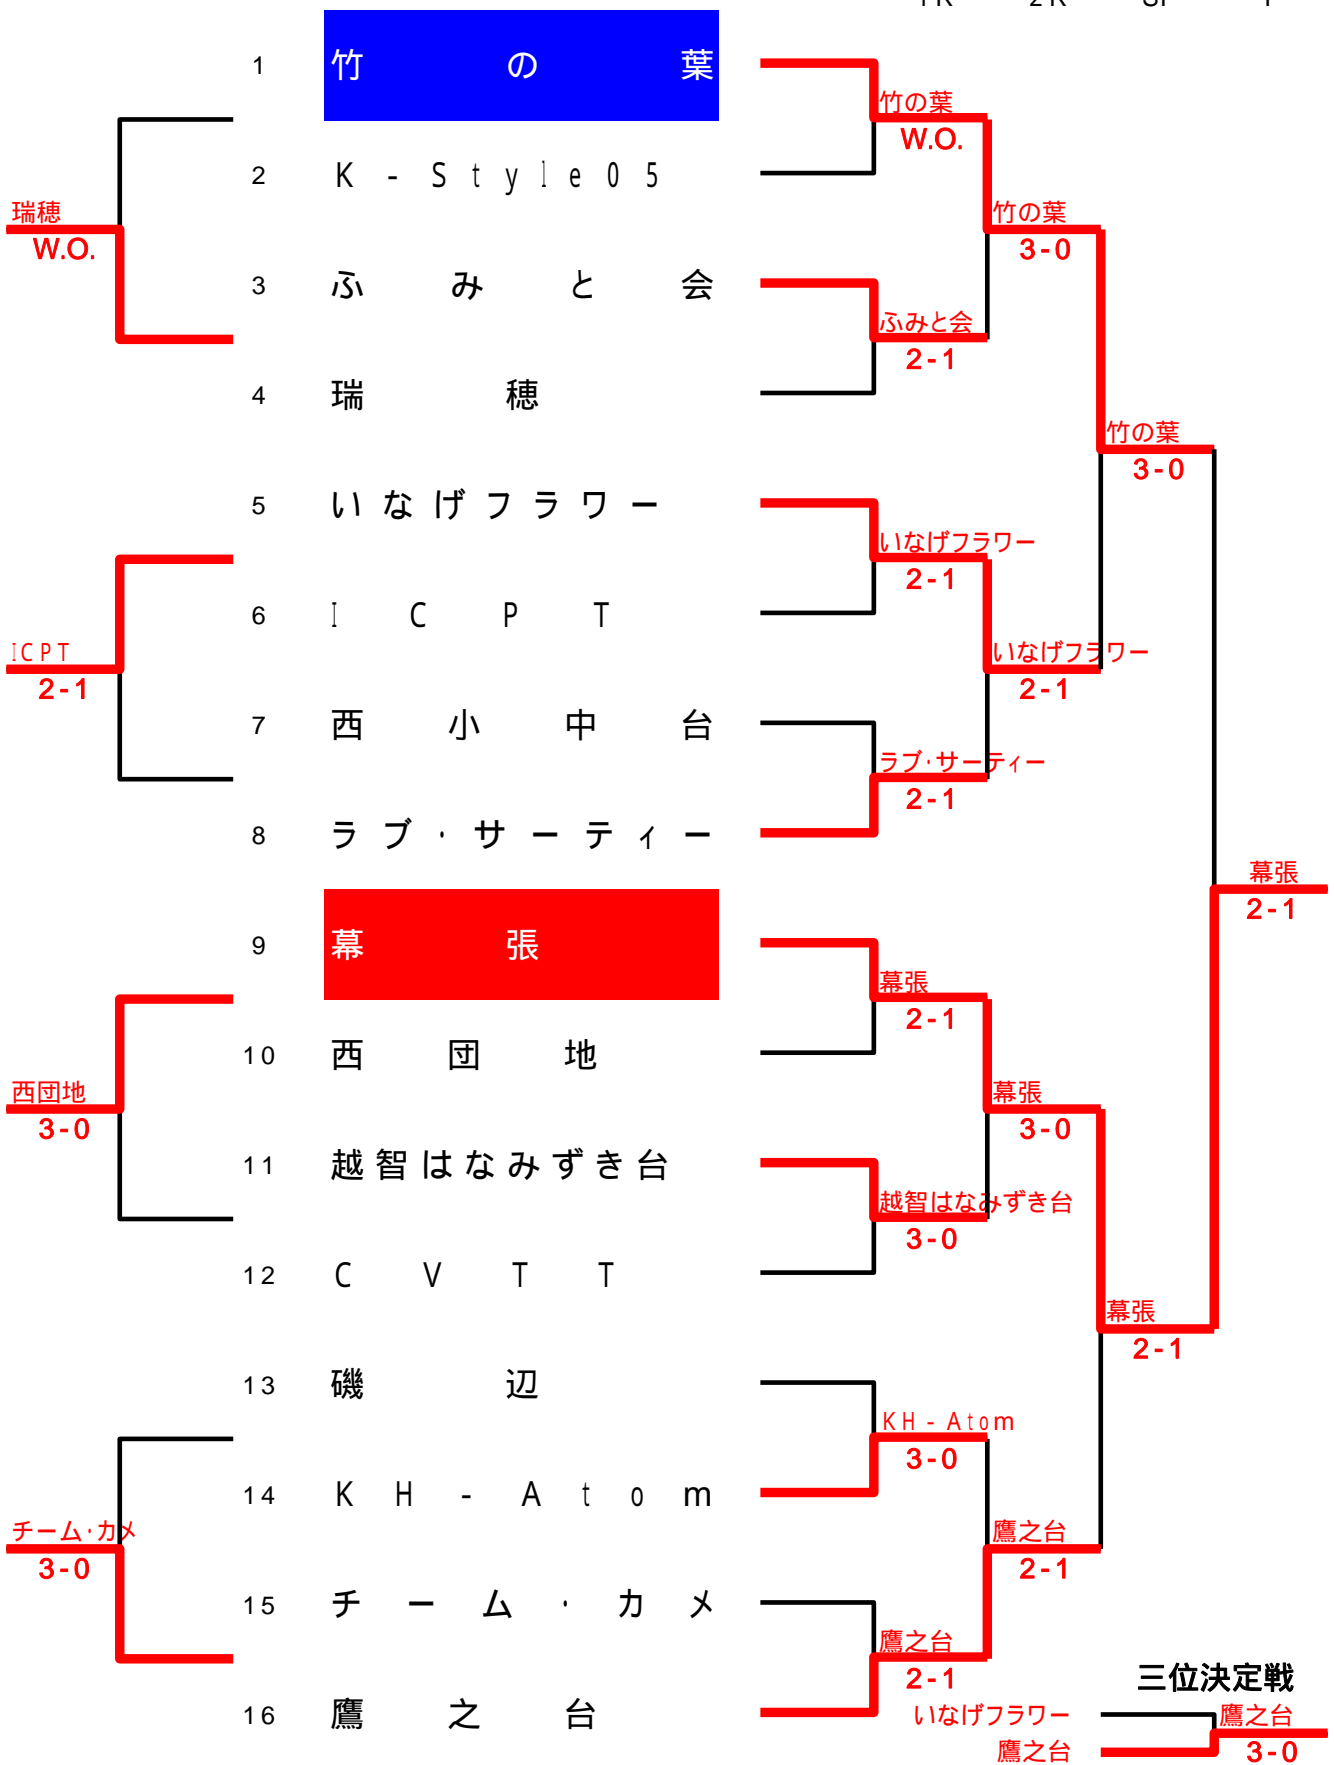 1R 2R SF F
1 竹の葉
竹の葉
W.O.
2 K-Style05
瑞穂
W.O.
竹の葉
3-0
3 ふみと会
ふみと会
2-1
4 瑞穂
竹の葉
3-0
5 いなげフラワー
いなげフラワー
2-1
6 ICPT
ICPT
2-1
いなげフラワー
2-1
7 西小中台
ラブ・サーティー
2-1
8 ラブ・サーティー
幕張
2-1
9 幕張
幕張
2-1
10 西団地
西団地
3-0
幕張
3-0
11 越智はなみずき台
越智はなみずき台
3-0
12 CVTT
幕張
2-1
13 磯辺
KH-Atom
3-0
14 KH-Atom
チーム・カメ
3-0
鷹之台
2-1
15 チーム・カメ
鷹之台
2-1
16 鷹之台
三位決定戦
いなげフラワー
鷹之台
鷹之台
3-0